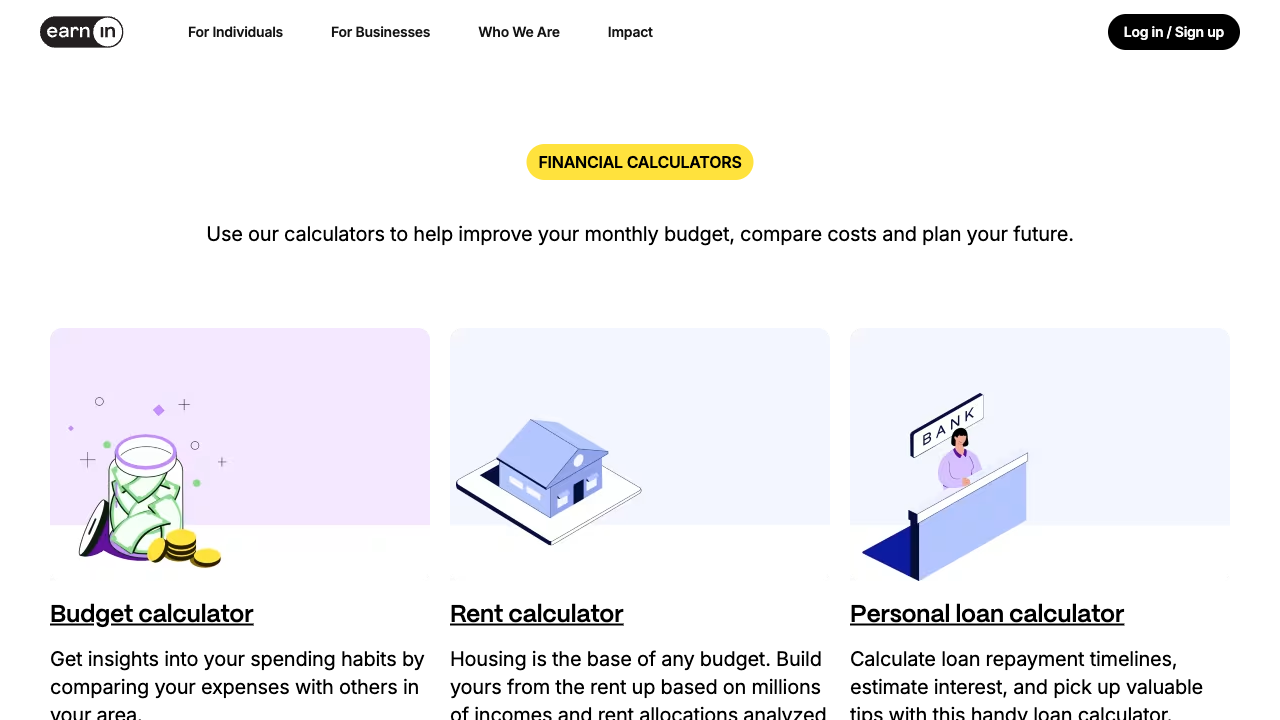 earn in
For Individuals
For Businesses
Who We Are
Impact
Log in / Sign up
FINANCIAL CALCULATORS
Use our calculators to help improve your monthly budget, compare costs and plan your future.
BANK
Budget calculator
Get insights into your spending habits by
comparing your expenses with others in
your area.
Rent calculator
Housing is the base of any budget. Build
yours from the rent up based on millions
of incomes and rent allocations analyzed
Personal loan calculator
Calculate loan repayment timelines,
estimate interest, and pick up valuable
tips with this handy loan calculator.